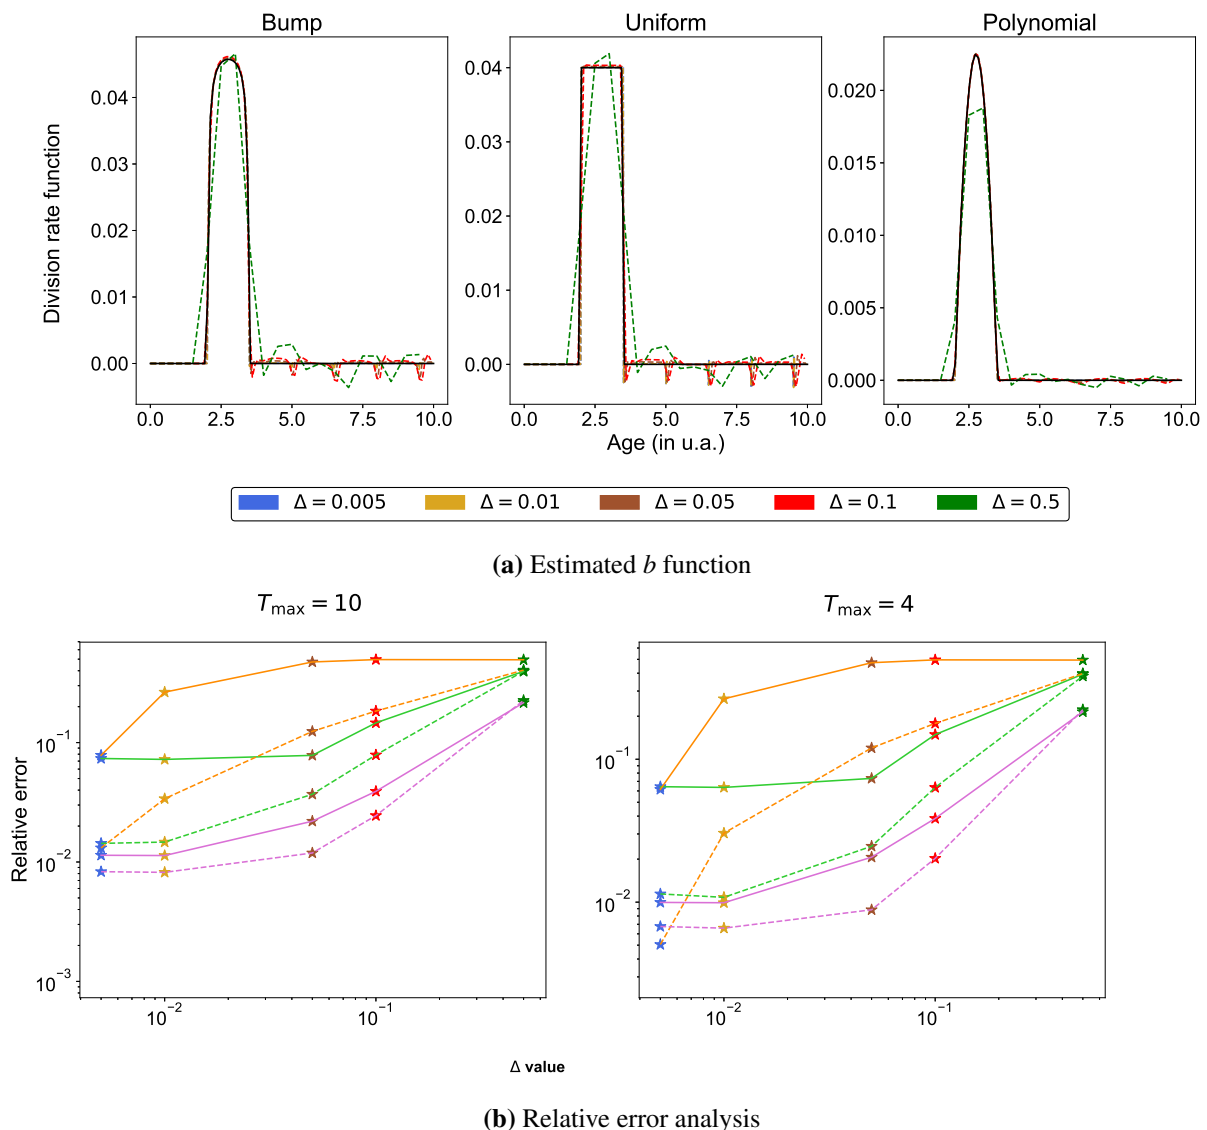 Bump Uniform Polynomial
Division rate function
0.04
0.03
0.02
0.01
0.00
0.0 2.5 5.0 7.5 10.0
0.04
0.03
0.02
0.01
0.00
0.0 2.5 5.0 7.5 10.0
0.020
0.015
0.010
0.005
0.000
0.0 2.5 5.0 7.5 10.0
Age (in u.a.)
Δ = 0.005 Δ = 0.01 Δ = 0.05 Δ = 0.1 Δ = 0.5
(a) Estimated b function
T_max = 10 T_max = 4
Relative error
10⁻¹
10⁻²
10⁻³
10⁻² 10⁻¹
10⁻¹
10⁻²
10⁻² 10⁻¹
Δ value
(b) Relative error analysis